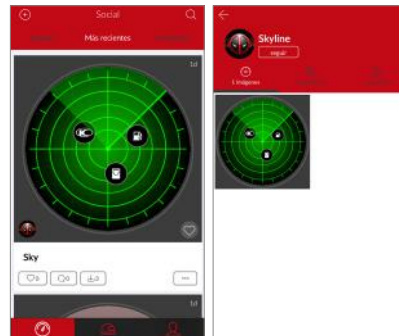 Social
Más recientes
1d
Sky
0
0
0
1d
Skyline
seguir
1 Imágenes